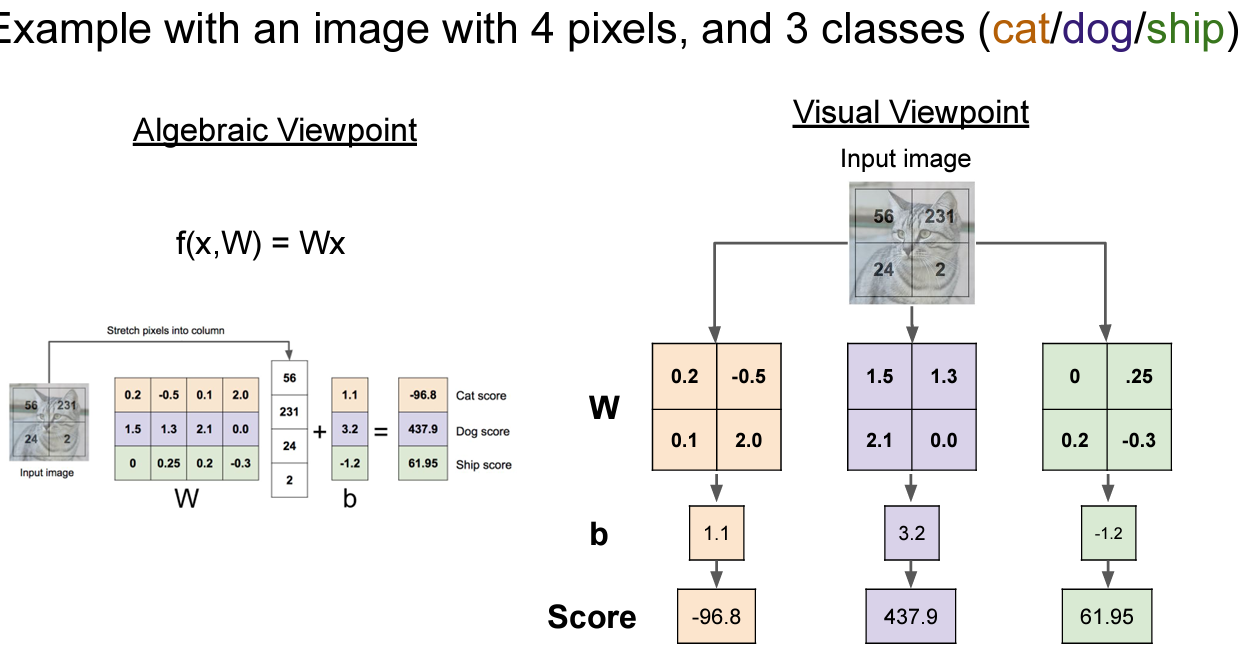 Example with an image with 4 pixels, and 3 classes (cat/dog/ship)
Algebraic Viewpoint
f(x,W) = Wx
Stretch pixels into column
56 231
24 2
Input image
0.2 -0.5 0.1 2.0
1.5 1.3 2.1 0.0
0 0.25 0.2 -0.3
W
56
231
24
2
+
1.1
3.2
-1.2
b
=
-96.8 Cat score
437.9 Dog score
61.95 Ship score
Visual Viewpoint
Input image
56 231
24 2
W
0.2 -0.5
0.1 2.0
1.5 1.3
2.1 0.0
0 .25
0.2 -0.3
b
1.1
3.2
-1.2
Score
-96.8
437.9
61.95